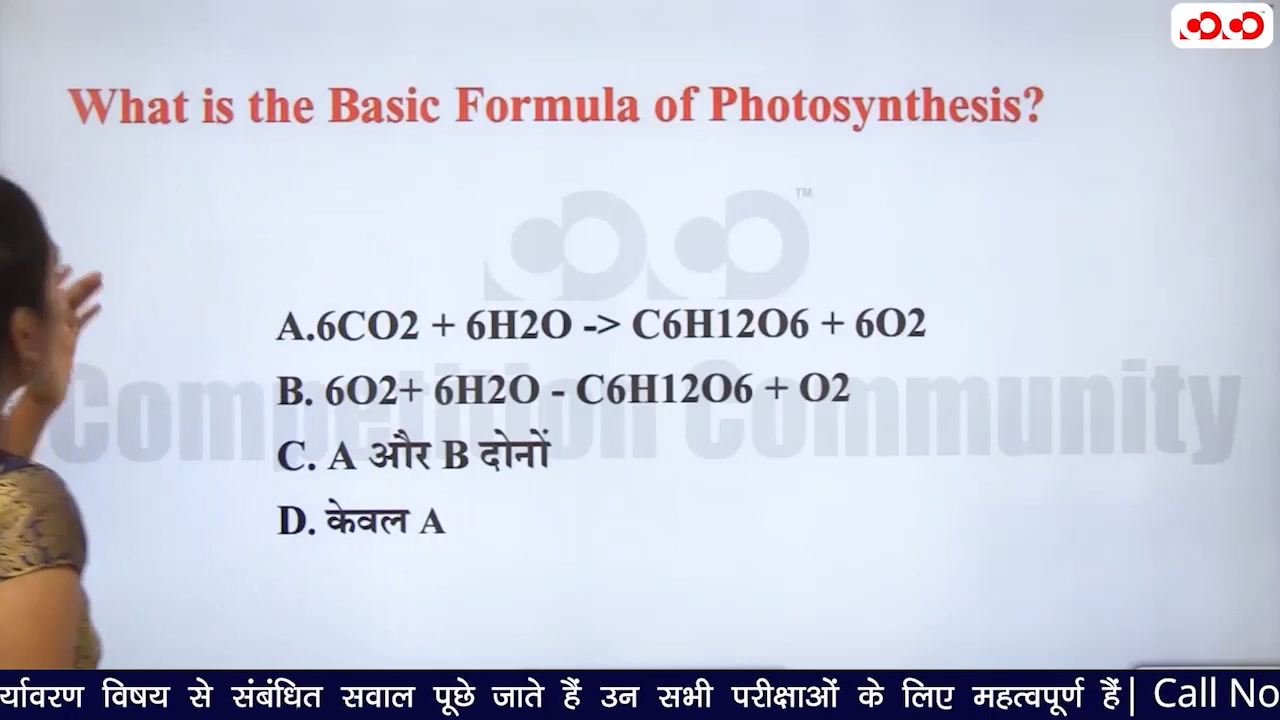 What is the Basic Formula of Photosynthesis?
TM
A.6CO2 + 6H2O -> C6H12O6 + 6O2
B. 6O2+ 6H2O - C6H12O6 + O2
Competition Community
C. A और B दोनों
D. केवल A
र्यावरण विषय से संबंधित सवाल पूछे जाते हैं उन सभी परीक्षाओं के लिए महत्वपूर्ण हैं| Call No